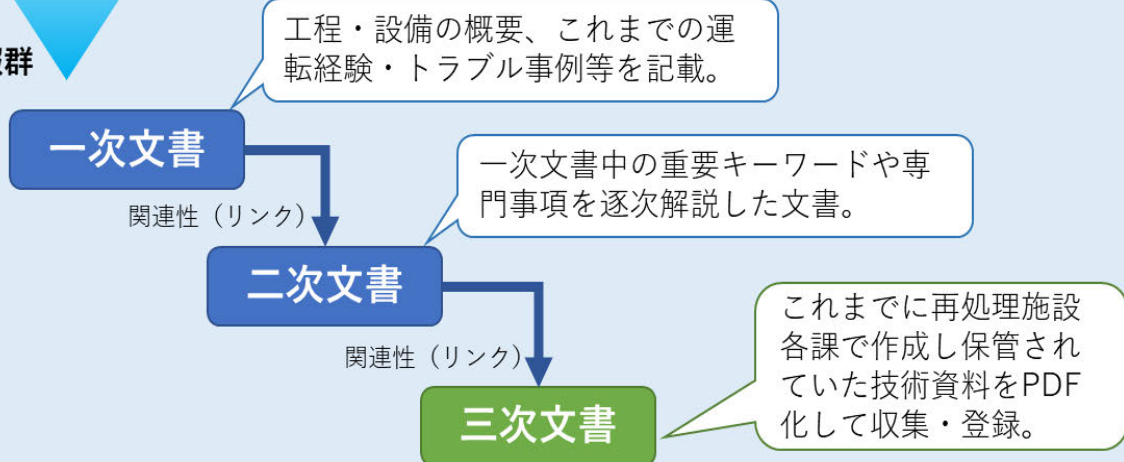 工程・設備の概要、これまでの運
転経験・トラブル事例等を記載。
群
一次文書
一次文書中の重要キーワードや専
門事項を逐次解説した文書。
関連性（リンク）
二次文書
これまでに再処理施設
各課で作成し保管され
ていた技術資料をPDF
化して収集・登録。
関連性（リンク）
三次文書